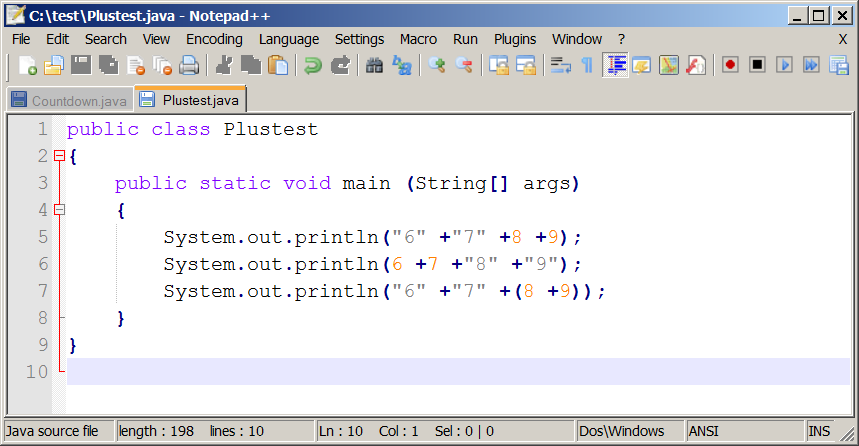 C:\test\Plustest.java - Notepad++
File Edit Search View Encoding Language Settings Macro Run Plugins Window ? X
Countdown.java Plustest.java
1 public class Plustest
2 {
3 public static void main (String[] args)
4 {
5 System.out.println("6" +"7" +8 +9);
6 System.out.println(6 +7 +"8" +"9");
7 System.out.println("6" +"7" +(8 +9));
8 }
9 }
10
Java source file length : 198 lines : 10 Ln : 10 Col : 1 Sel : 0 | 0 Dos\Windows ANSI INS